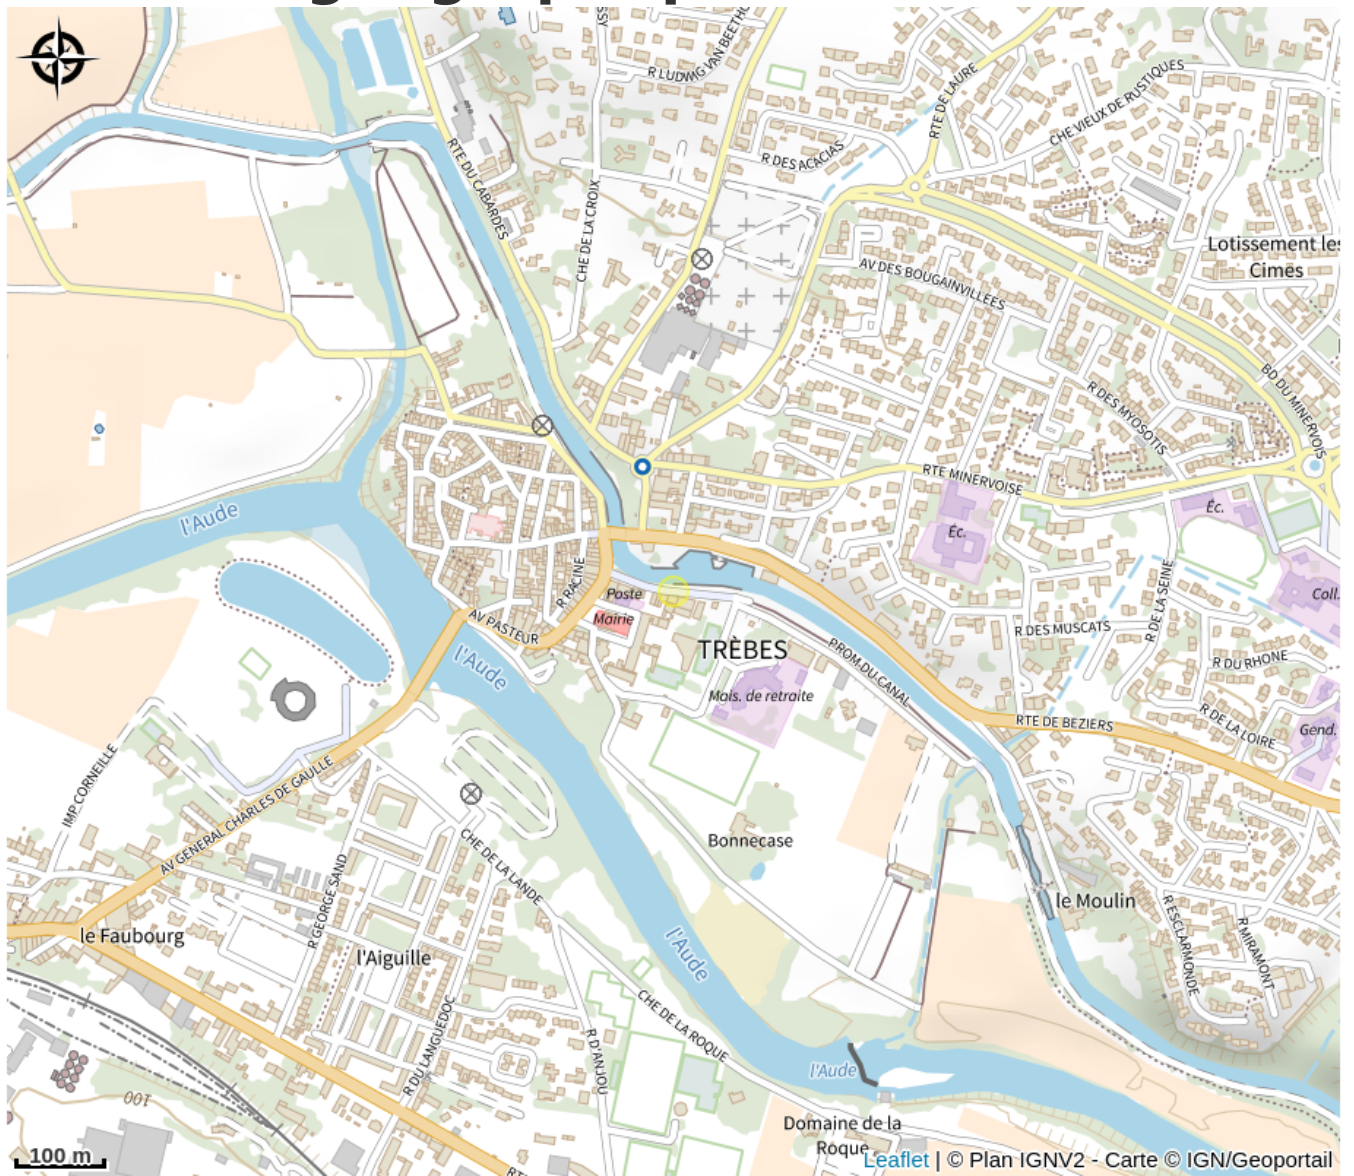 R LUDWIG VAN BEETHO
RTE DE LAURE
CHE VIEUX DE RUSTIQUES
RTE DU CABARDES
R DES ACACIAS
CHE DE LA CROIX
Lotissement les
Cimes
AV DES BOUGAINVILLEES
BD DU MINERVOIS
R DES MYOSOTIS
RTE MINERVOISE
l'Aude
Éc.
Éc.
R RACINE
Poste
Mairie
AV PASTEUR
TRÈBES
R DE LA SEINE
Coll.
R DES MUSCATS
l'Aude
PROM DU CANAL
R DU RHONE
Mais. de retraite
R DE LA LOIRE
RTE DE BEZIERS
Gend.
IMP CORNEILLE
AV GENERAL CHARLES DE GAULLE
Bonnecase
CHE DE LA LANDE
R GEORGE SAND
le Moulin
le Faubourg
l'Aiguille
l'Aude
R ESCLARMONDE
R MIRAMONT
R DU LANGUEDOC
CHE DE LA ROQUE
R D'ANJOU
l'Aude
100
Domaine de la
Roque
100 m
RTE
Leaflet | © Plan IGNV2 - Carte © IGN/Geoportail